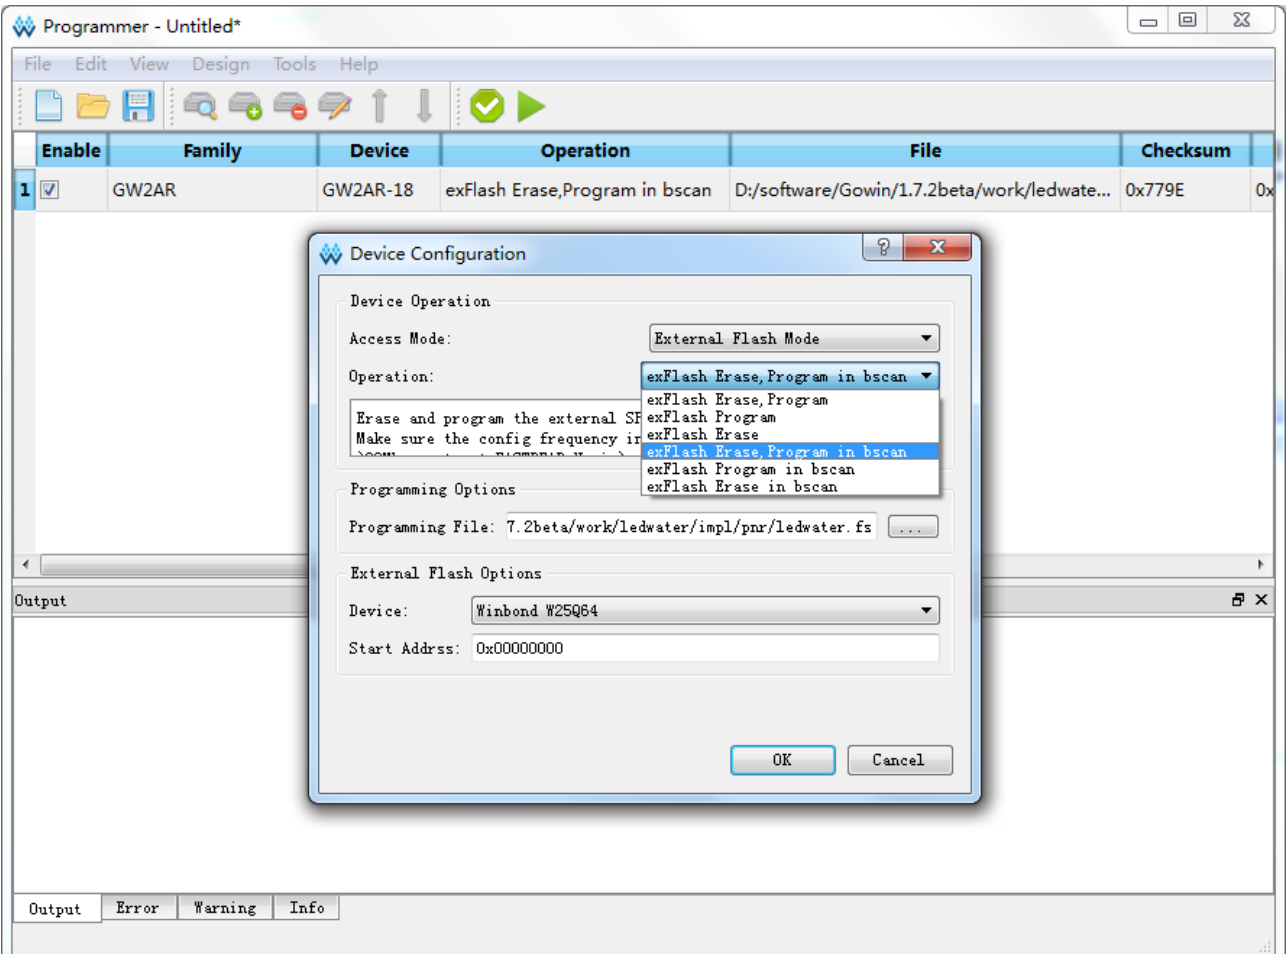 Programmer - Untitled*
File Edit View Design Tools Help
Enable Family Device Operation File Checksum
1 GW2AR GW2AR-18 exFlash Erase,Program in bscan D:/software/Gowin/1.7.2beta/work/ledwate... 0x779E 0x
Device Configuration
Device Operation
Access Mode: External Flash Mode
Operation: exFlash Erase,Program in bscan
exFlash Erase,Program
exFlash Program
exFlash Erase
exFlash Erase,Program in bscan
exFlash Program in bscan
exFlash Erase in bscan
Erase and program the external
Make sure the config frequency
Programming Options
Programming File: 7.2beta/work/ledwater/impl/pnr/ledwater.fs ...
External Flash Options
Device: Winbond W25Q64
Start Addrss: 0x00000000
OK Cancel
Output
Output Error Warning Info